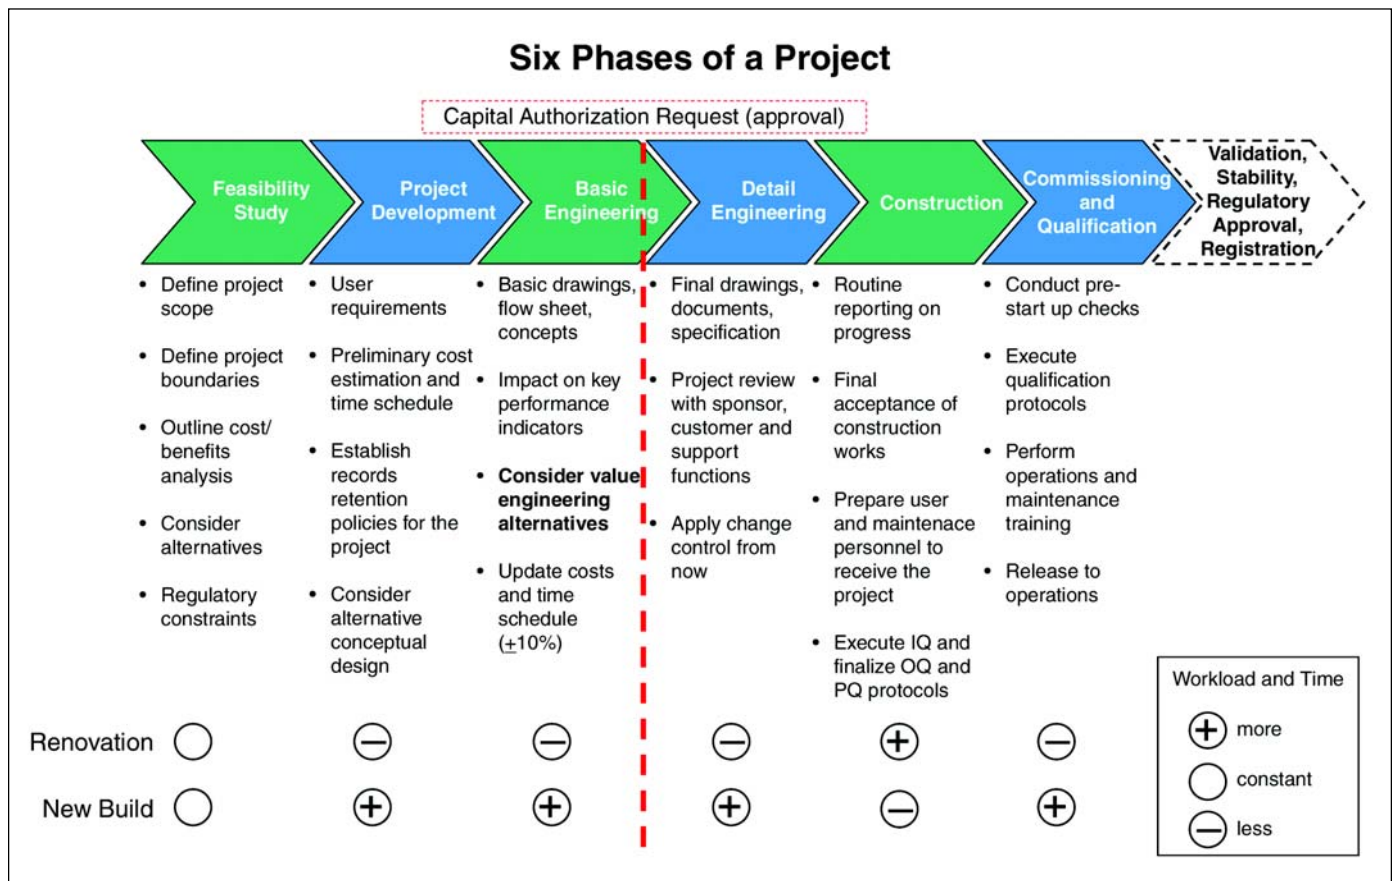 Six Phases of a Project
Capital Authorization Request (approval)
Feasibility
Study
Project
Development
Basic
Engineering
Detail
Engineering
Construction
Commissioning
and
Qualification
Validation,
Stability,
Regulatory
Approval,
Registration
• Define project
scope
• Define project
boundaries
• Outline cost/
benefits
analysis
• Consider
alternatives
• Regulatory
constraints
• User
requirements
• Preliminary cost
estimation and
time schedule
• Establish
records
retention
policies for the
project
• Consider
alternative
conceptual
design
• Basic drawings,
flow sheet,
concepts
• Impact on key
performance
indicators
• Consider value
engineering
alternatives
• Update costs
and time
schedule
(±10%)
• Final drawings,
documents,
specification
• Project review
with sponsor,
customer and
support
functions
• Apply change
control from
now
• Routine
reporting on
progress
• Final
acceptance of
construction
works
• Prepare user
and maintenace
personnel to
receive the
project
• Execute IQ and
finalize OQ and
PQ protocols
• Conduct pre-
start up checks
• Execute
qualification
protocols
• Perform
operations and
maintenance
training
• Release to
operations
Renovation ◯ − − − + −
New Build ◯ + + + − +
Workload and Time
+ more
◯ constant
− less